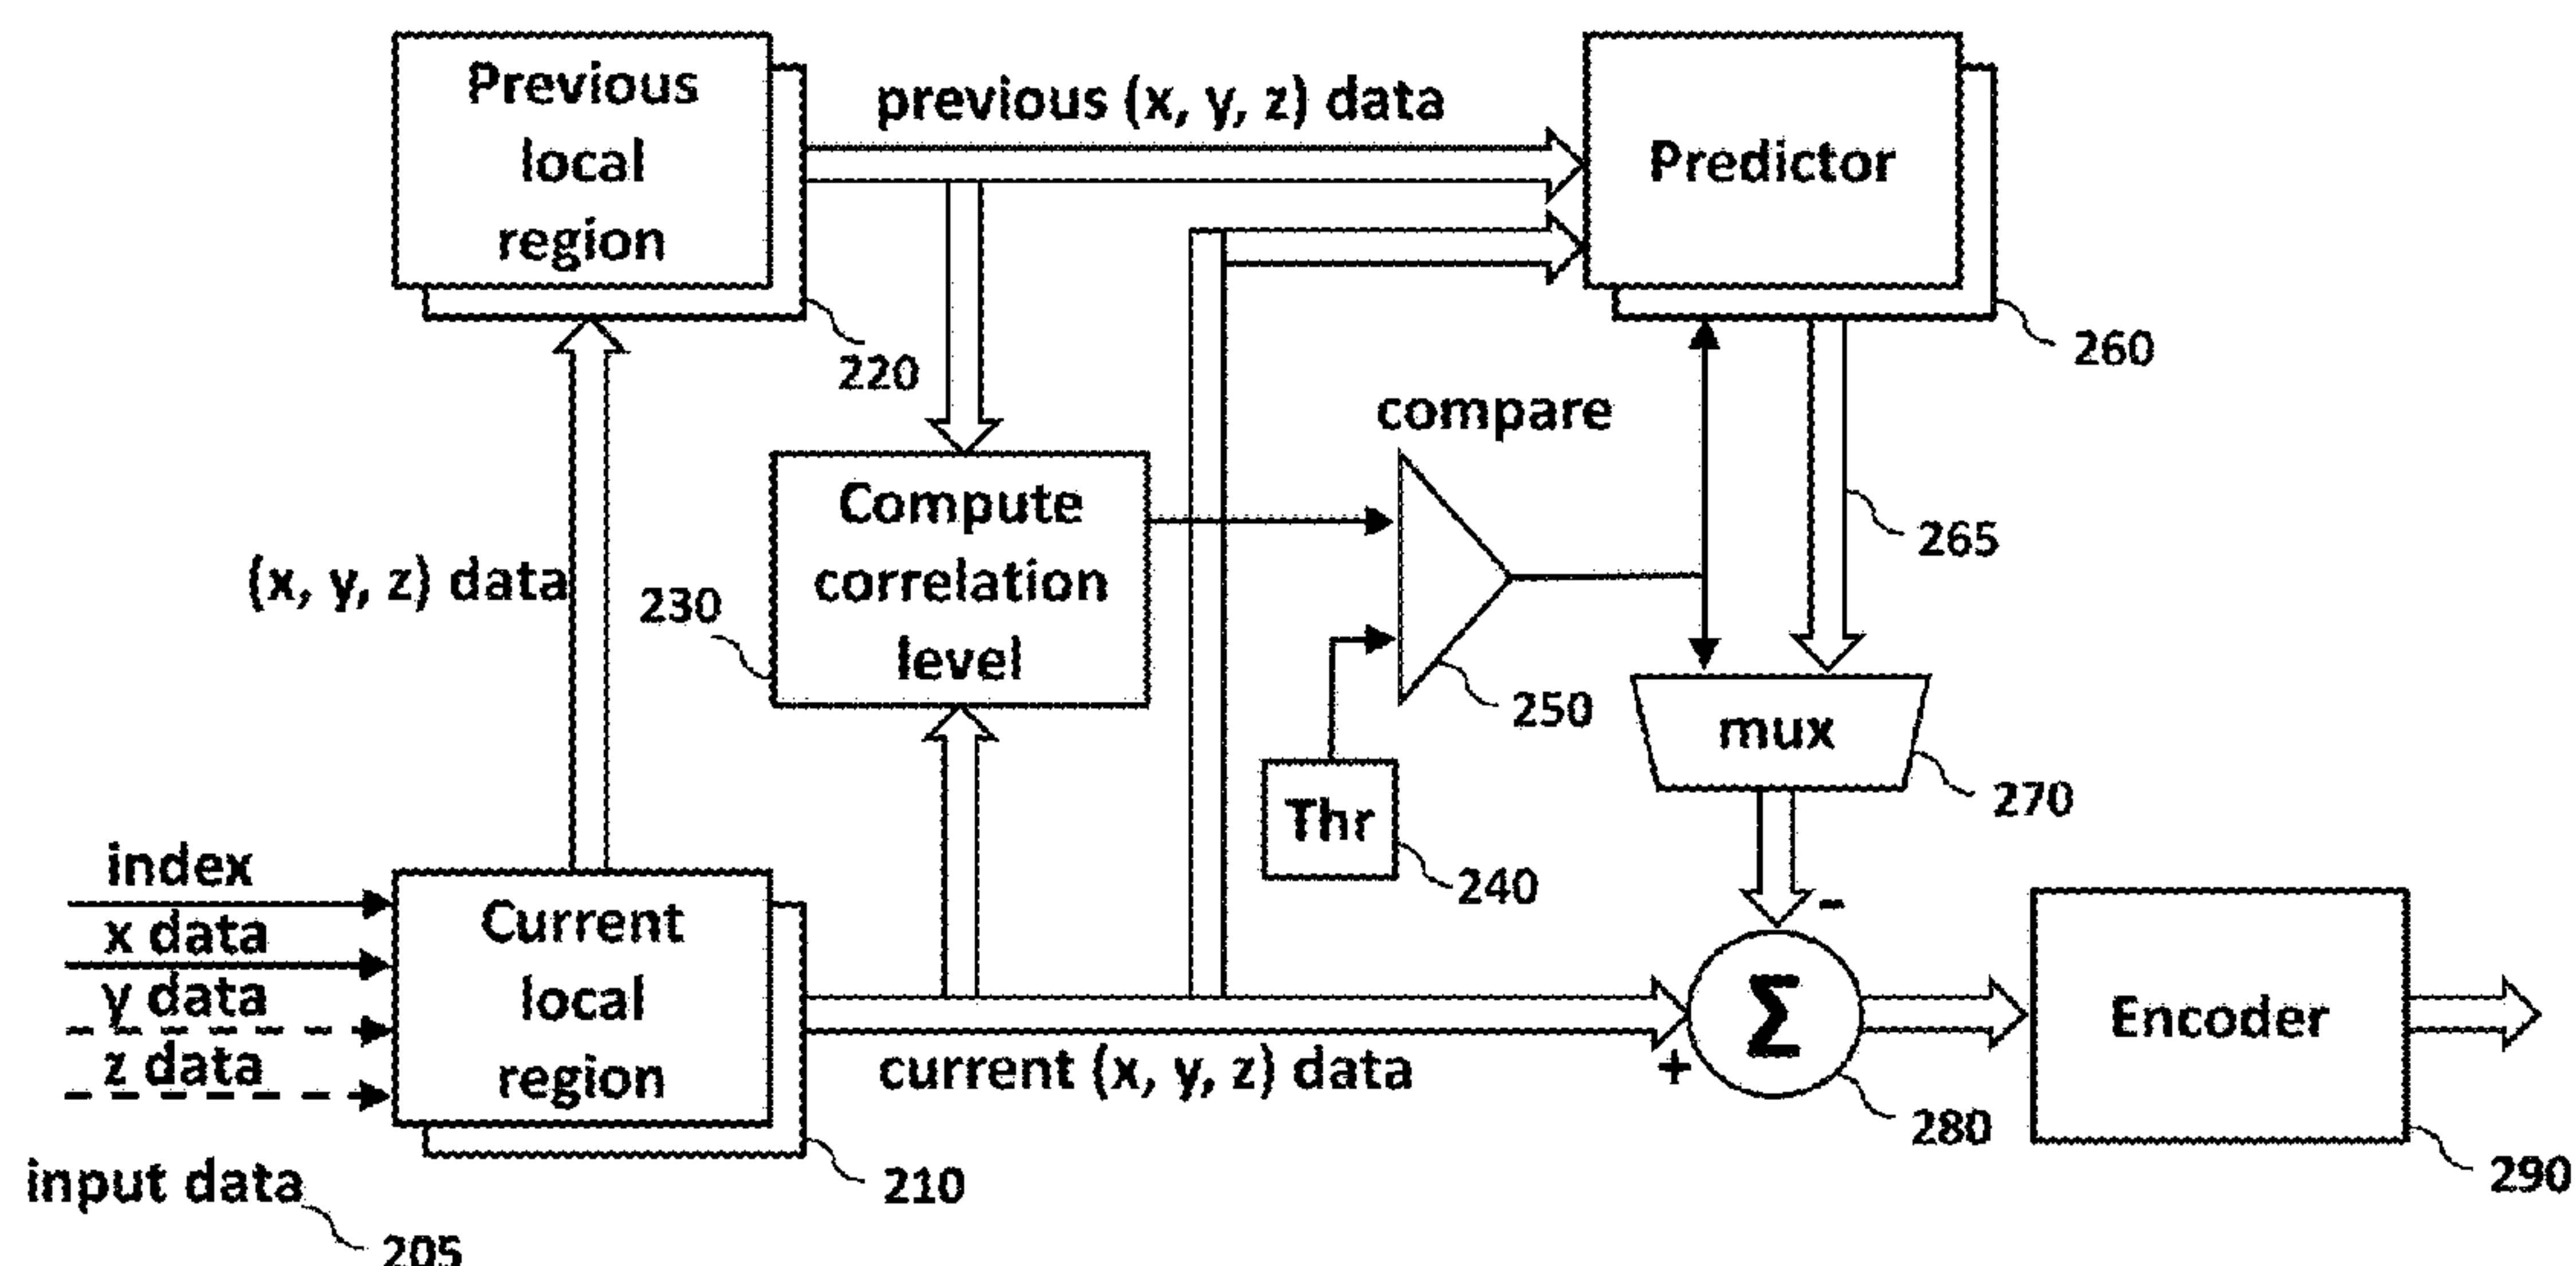 Previous
local
region
previous (x, y, z) data
Predictor
220
260
compare
Compute
correlation
level
265
(x, y, z) data
230
250
mux
270
Thr
240
index
x data
y data
z data
Current
local
region
-
Σ
+
Encoder
current (x, y, z) data
280
290
210
input data
205